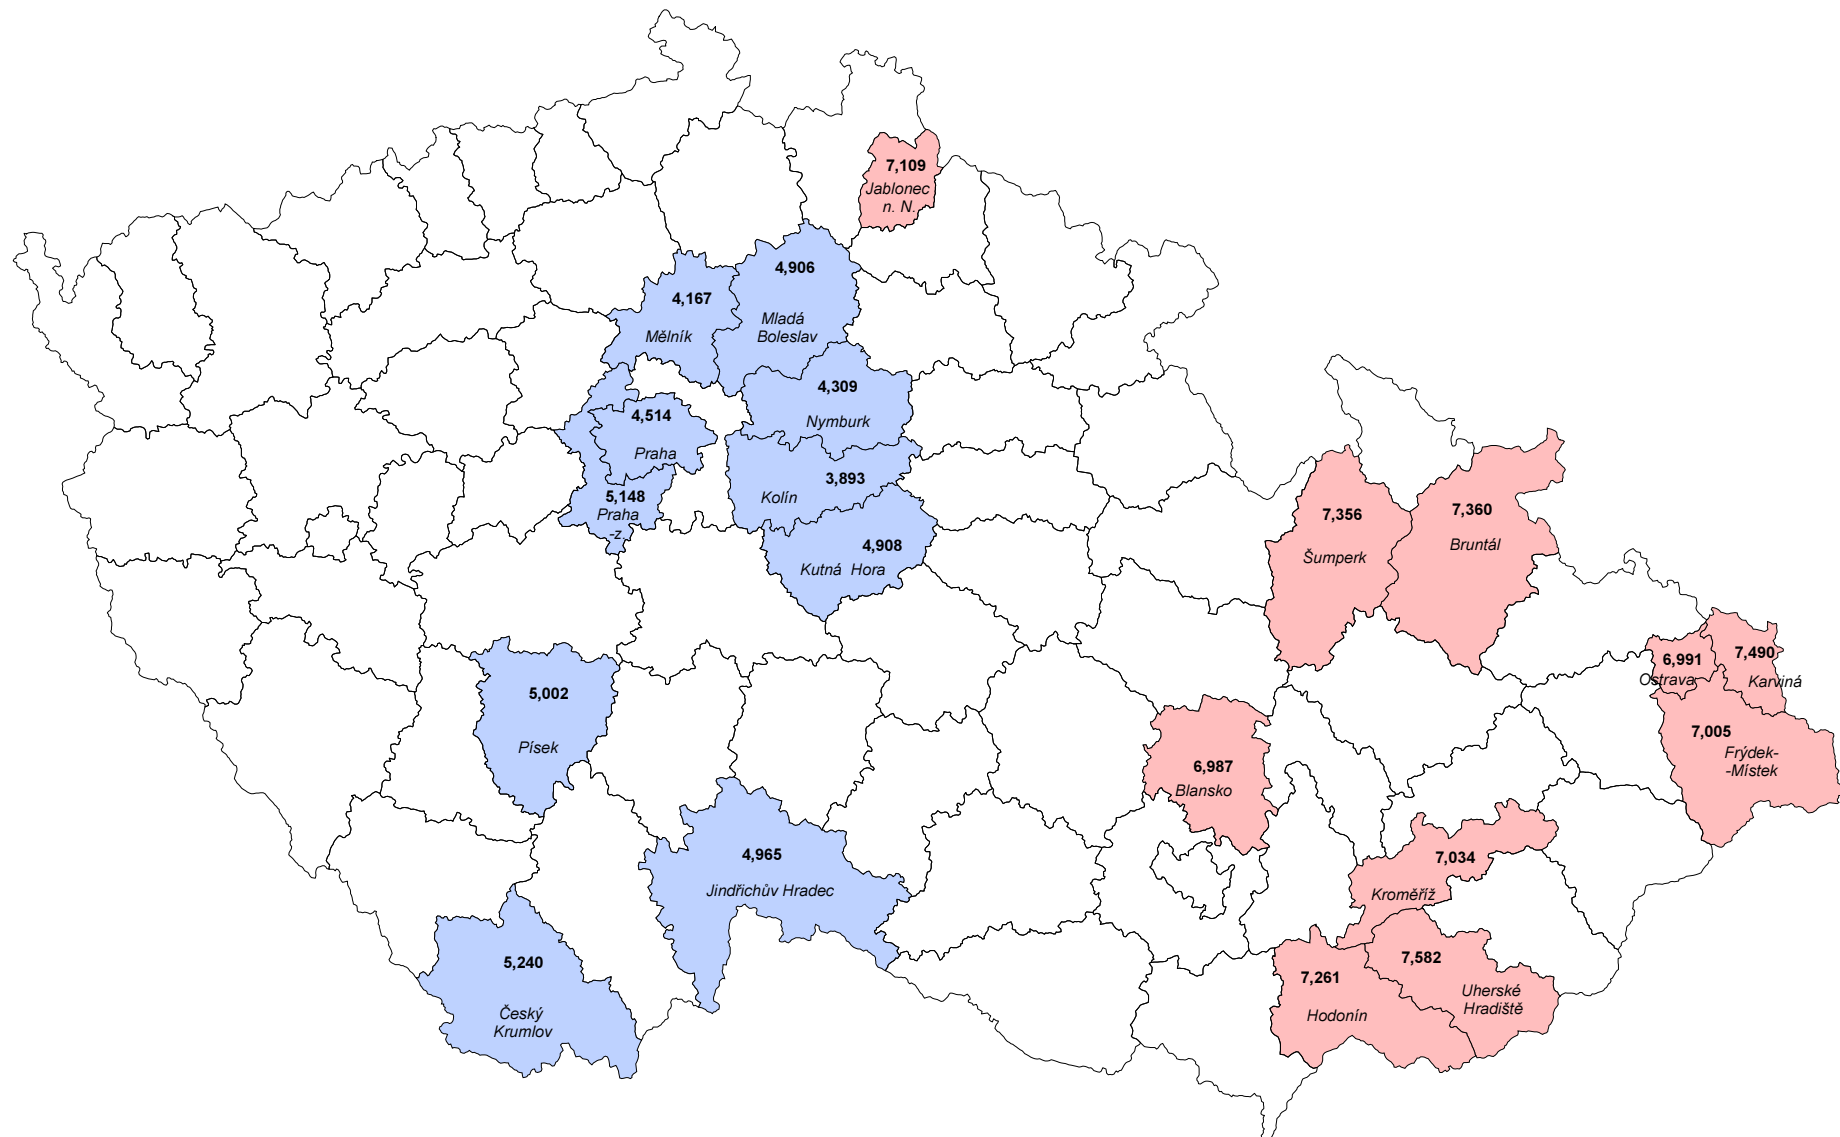 7,109
Jablonec
n. N.
4,906
Mladá
Boleslav
4,167
Mělník
4,309
Nymburk
4,514
Praha
3,893
Kolín
5,148
Praha
-z.
4,908
Kutná Hora
7,356
Šumperk
7,360
Bruntál
6,991
Ostrava
7,490
Karviná
7,005
Frýdek-
-Místek
5,002
Písek
6,987
Blansko
4,965
Jindřichův Hradec
7,034
Kroměříž
5,240
Český
Krumlov
7,582
Uherské
Hradiště
7,261
Hodonín